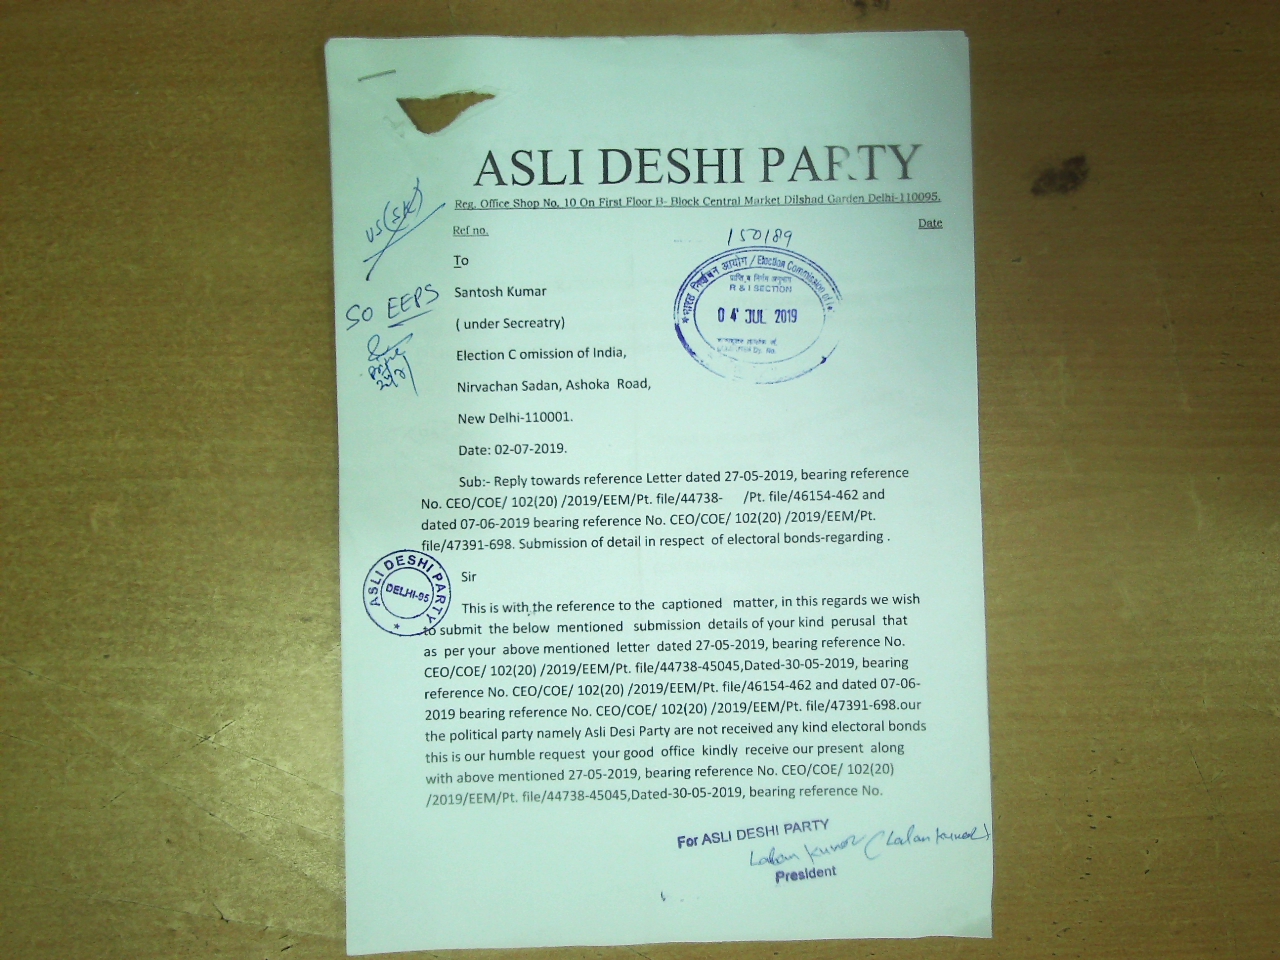 ASLI DESHI PARTY
Reg. Office Shop No. 10 On First Floor B- Block Central Market Dilshad Garden Delhi-110095.
Ref no.
Date
150189
US(SK)
To
भारत निर्वाचन आयोग / Election Commission of
R & I SECTION
04 JUL 2019
Santosh Kumar
SO EEPS
( under Secreatry)
Election C omission of India,
Nirvachan Sadan, Ashoka Road,
New Delhi-110001.
Date: 02-07-2019.
Sub:- Reply towards reference Letter dated 27-05-2019, bearing reference
No. CEO/COE/ 102(20) /2019/EEM/Pt. file/44738- /Pt. file/46154-462 and
dated 07-06-2019 bearing reference No. CEO/COE/ 102(20) /2019/EEM/Pt.
file/47391-698. Submission of detail in respect of electoral bonds-regarding .
ASLI DESHI PARTY
DELHI-95
Sir
This is with the reference to the captioned matter, in this regards we wish
to submit the below mentioned submission details of your kind perusal that
as per your above mentioned letter dated 27-05-2019, bearing reference No.
CEO/COE/ 102(20) /2019/EEM/Pt. file/44738-45045,Dated-30-05-2019, bearing
reference No. CEO/COE/ 102(20) /2019/EEM/Pt. file/46154-462 and dated 07-06-
2019 bearing reference No. CEO/COE/ 102(20) /2019/EEM/Pt. file/47391-698.our
the political party namely Asli Desi Party are not received any kind electoral bonds
this is our humble request your good office kindly receive our present along
with above mentioned 27-05-2019, bearing reference No. CEO/COE/ 102(20)
/2019/EEM/Pt. file/44738-45045,Dated-30-05-2019, bearing reference No.
For ASLI DESHI PARTY
Lalan Kumar (Lalan Kumar)
President